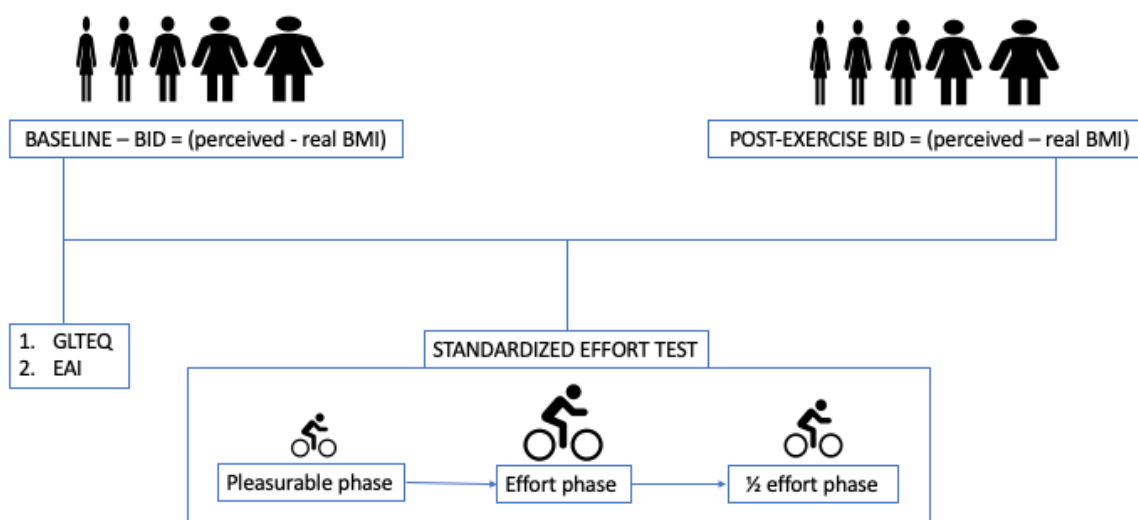 BASELINE – BID = (perceived - real BMI)
POST-EXERCISE BID = (perceived – real BMI)
1. GLTEQ
2. EAI
STANDARDIZED EFFORT TEST
Pleasurable phase
Effort phase
½ effort phase